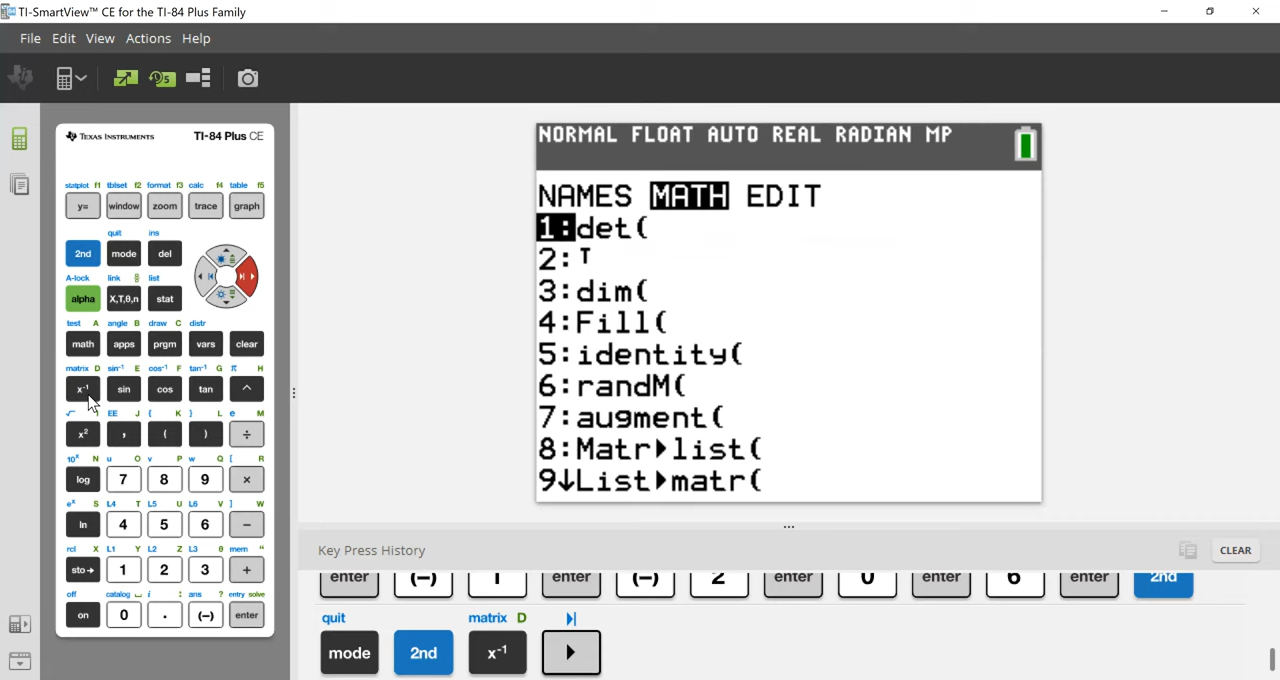 TI-SmartView™ CE for the TI-84 Plus Family
File Edit View Actions Help
TEXAS INSTRUMENTS TI-84 Plus CE
statplot f1 tblset f2 format f3 calc f4 table f5
y= window zoom trace graph
quit ins
2nd mode del
A-lock link list
alpha X,T,θ,n stat
test A angle B draw C distr
math apps prgm vars clear
matrix D sin⁻¹ E cos⁻¹ F tan⁻¹ G π H
x⁻¹ sin cos tan ^
√ I EE J { K } L e M
x² , ( ) ÷
10ˣ N u O v P w Q [ R
log 7 8 9 ×
eˣ S L4 T L5 U L6 V ] W
ln 4 5 6 −
rcl X L1 Y L2 Z L3 θ mem “
sto→ 1 2 3 +
off catalog ⎵ i : ans ? entry solve
on 0 . (−) enter
NORMAL FLOAT AUTO REAL RADIAN MP
NAMES MATH EDIT
1:det(
2:ᵀ
3:dim(
4:Fill(
5:identity(
6:randM(
7:augment(
8:Matr▶list(
9↓List▶matr(
Key Press History CLEAR
enter (−) 1 enter (−) 2 enter 0 enter 6 enter 2nd
quit matrix D
mode 2nd x⁻¹